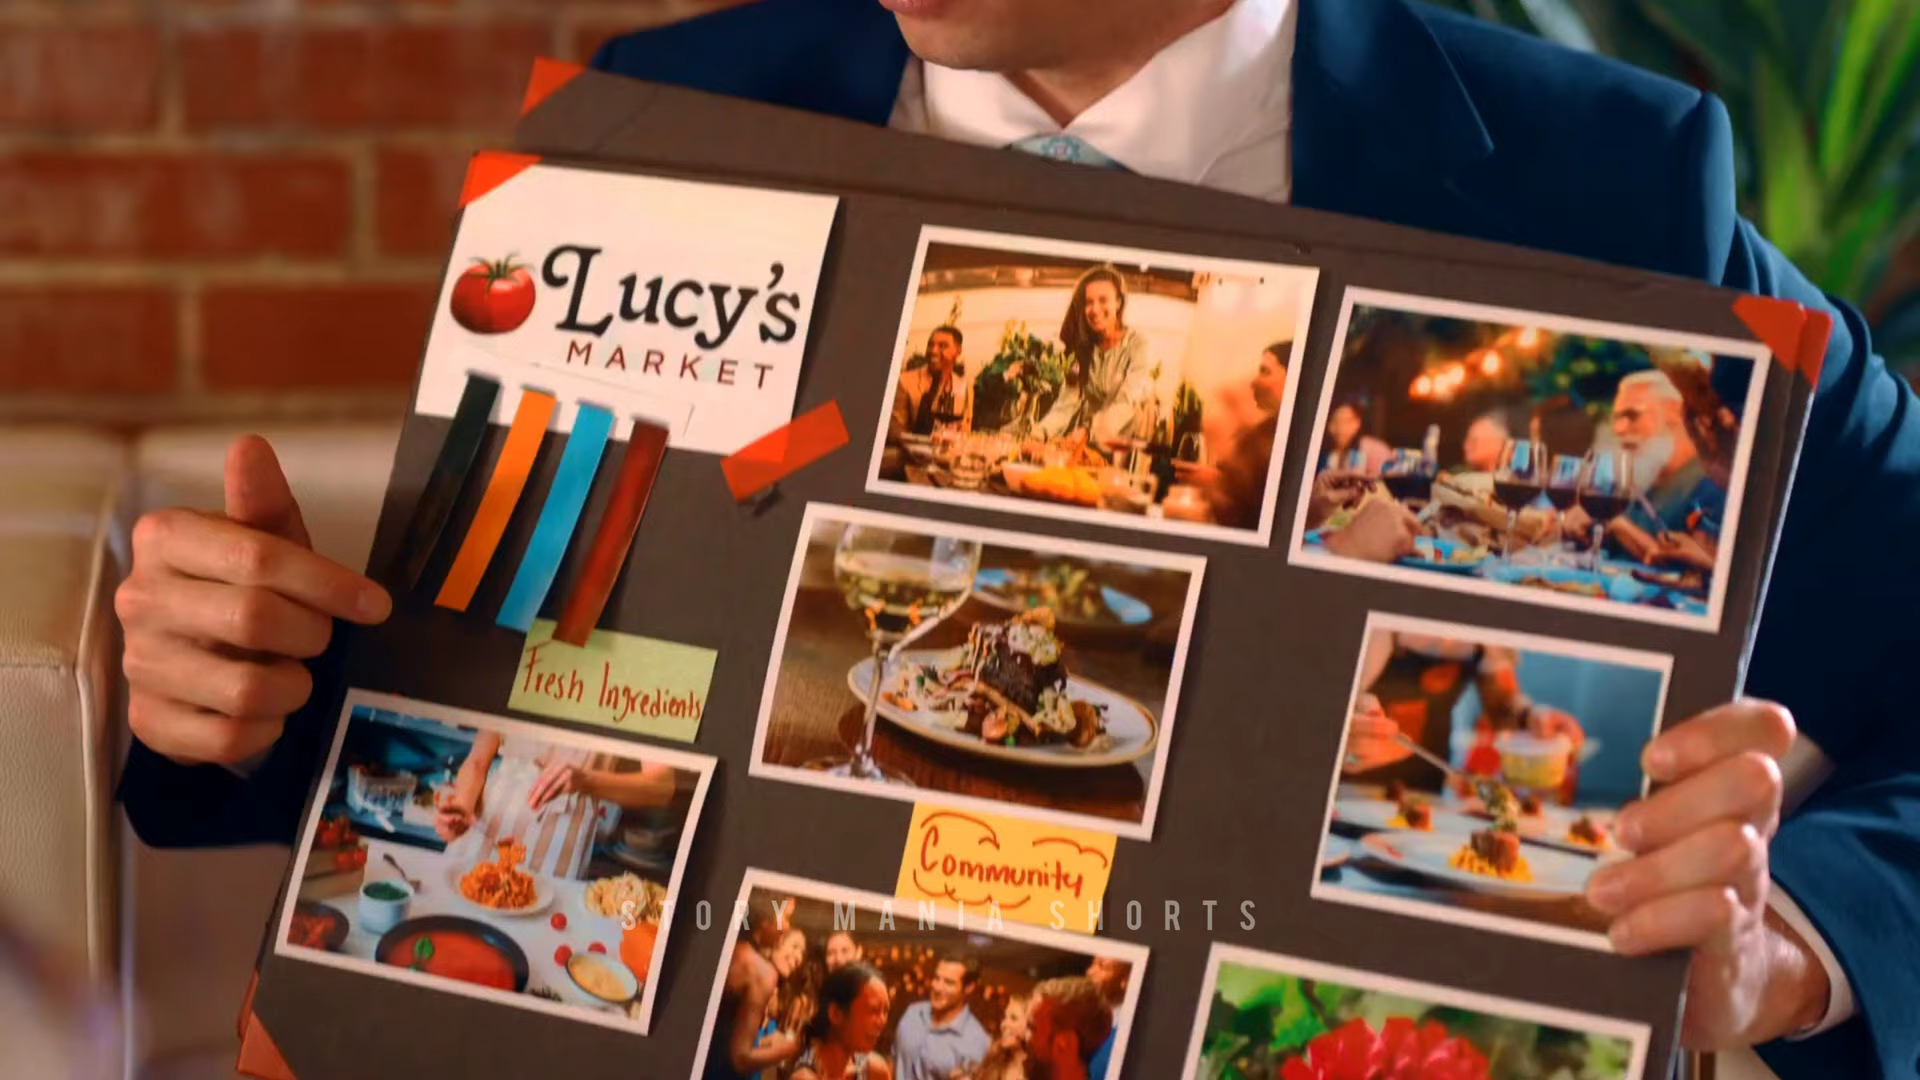 Lucy's
MARKET
Fresh Ingredients
Community
STORY MANIA SHORTS